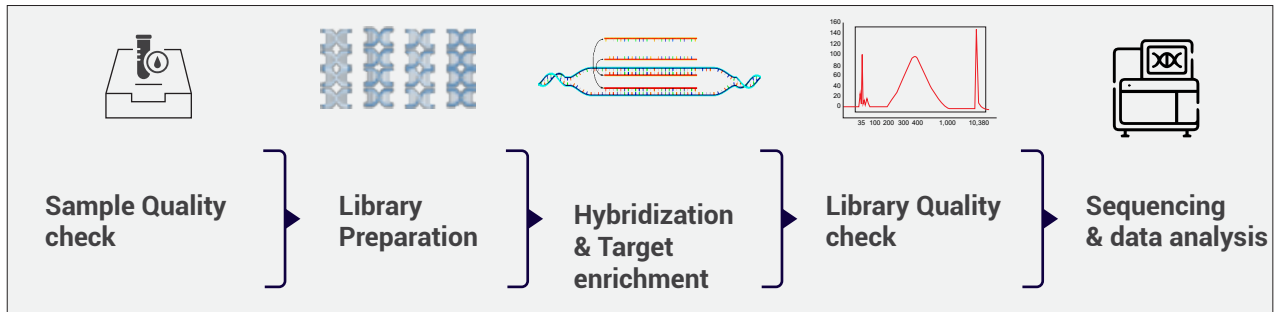 160
140
120
100
80
60
40
20
0
35 100 200 300 400 1,000 10,380
Sample Quality
check
Library
Preparation
Hybridization
& Target
enrichment
Library Quality
check
Sequencing
& data analysis